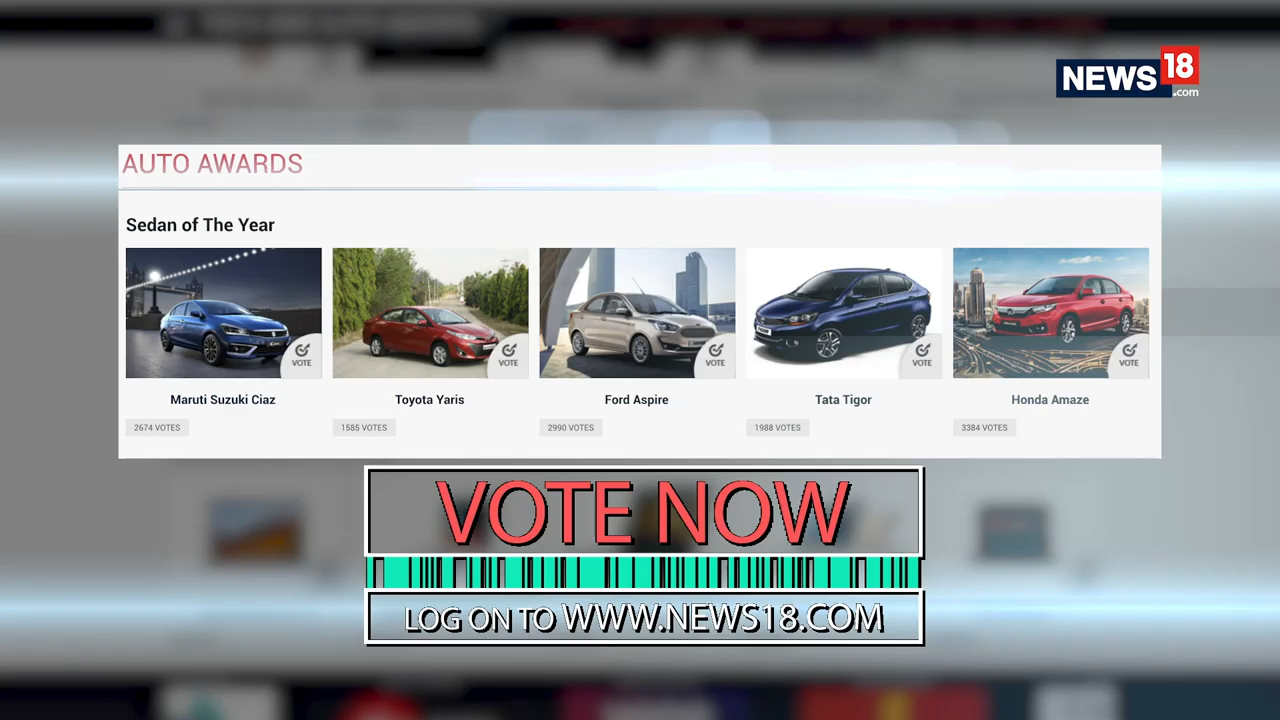 NEWS 18
.com
AUTO AWARDS
Sedan of The Year
VOTE VOTE VOTE VOTE VOTE
Maruti Suzuki Ciaz Toyota Yaris Ford Aspire Tata Tigor Honda Amaze
2674 VOTES 1585 VOTES 2990 VOTES 1988 VOTES 3384 VOTES
VOTE NOW
LOG ON TO WWW.NEWS18.COM